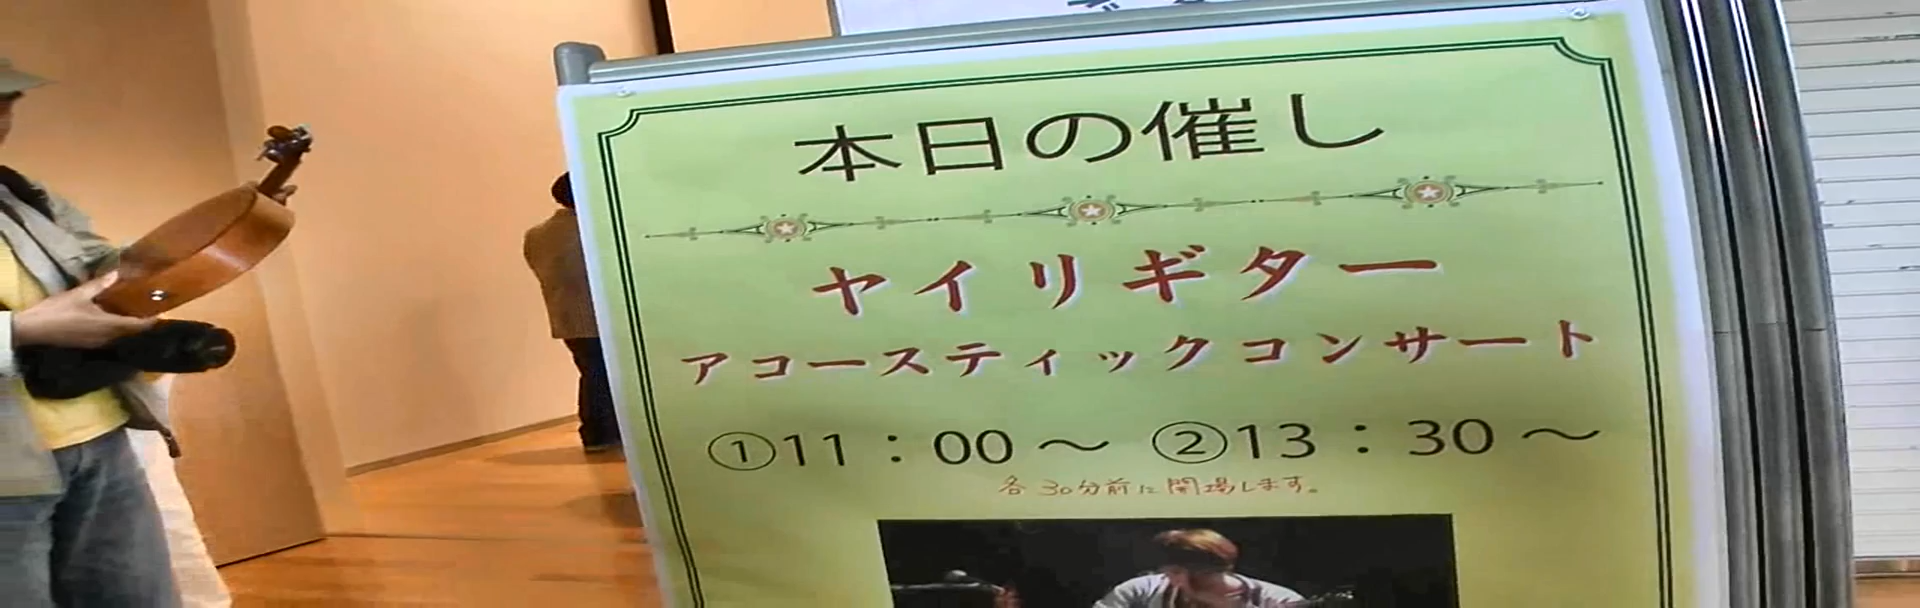 本日の催し
ヤイリギター
アコースティックコンサート
①11：00～ ②13：30～
各30分前に開場します。